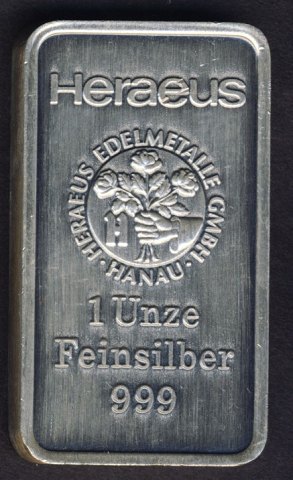 Heraeus
HERAEUS EDELMETALLE GMBH
· HANAU ·
H
1 Unze
Feinsilber
999